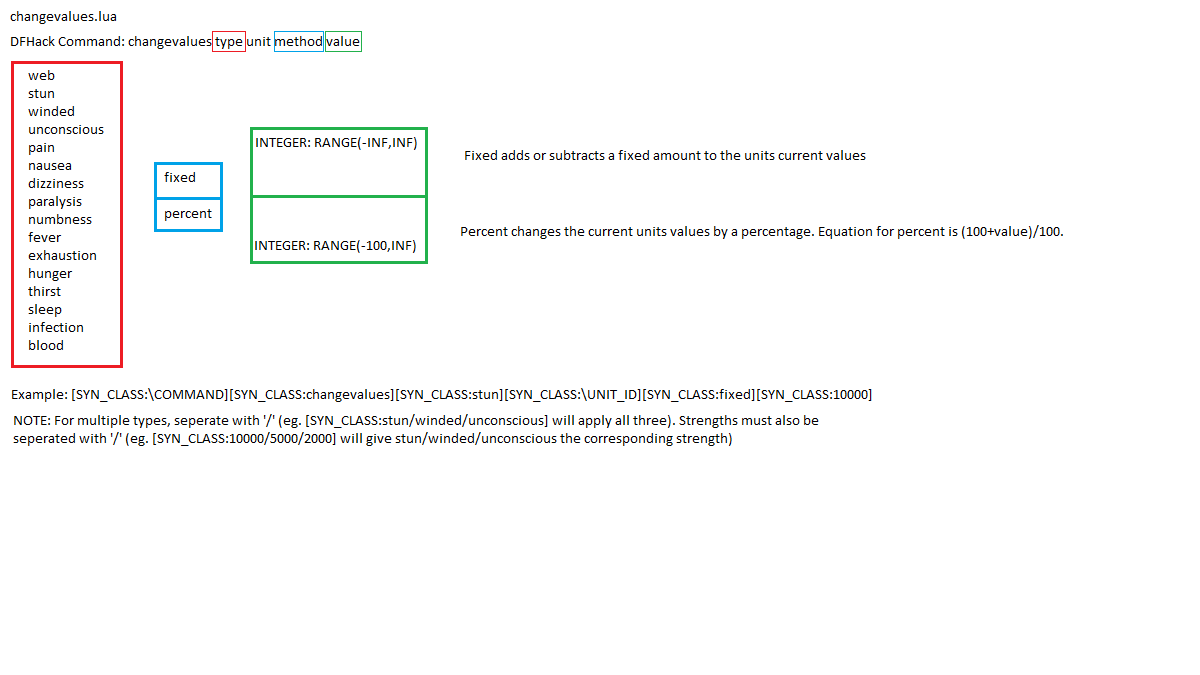 changevalues.lua
DFHack Command: changevalues type unit method value
web
stun
winded
unconscious
pain
nausea
dizziness
paralysis
numbness
fever
exhaustion
hunger
thirst
sleep
infection
blood
fixed
percent
INTEGER: RANGE(-INF,INF)
INTEGER: RANGE(-100,INF)
Fixed adds or subtracts a fixed amount to the units current values
Percent changes the current units values by a percentage. Equation for percent is (100+value)/100.
Example: [SYN_CLASS:\COMMAND][SYN_CLASS:changevalues][SYN_CLASS:stun][SYN_CLASS:\UNIT_ID][SYN_CLASS:fixed][SYN_CLASS:10000]
NOTE: For multiple types, seperate with '/' (eg. [SYN_CLASS:stun/winded/unconscious] will apply all three). Strengths must also be
seperated with '/' (eg. [SYN_CLASS:10000/5000/2000] will give stun/winded/unconscious the corresponding strength)